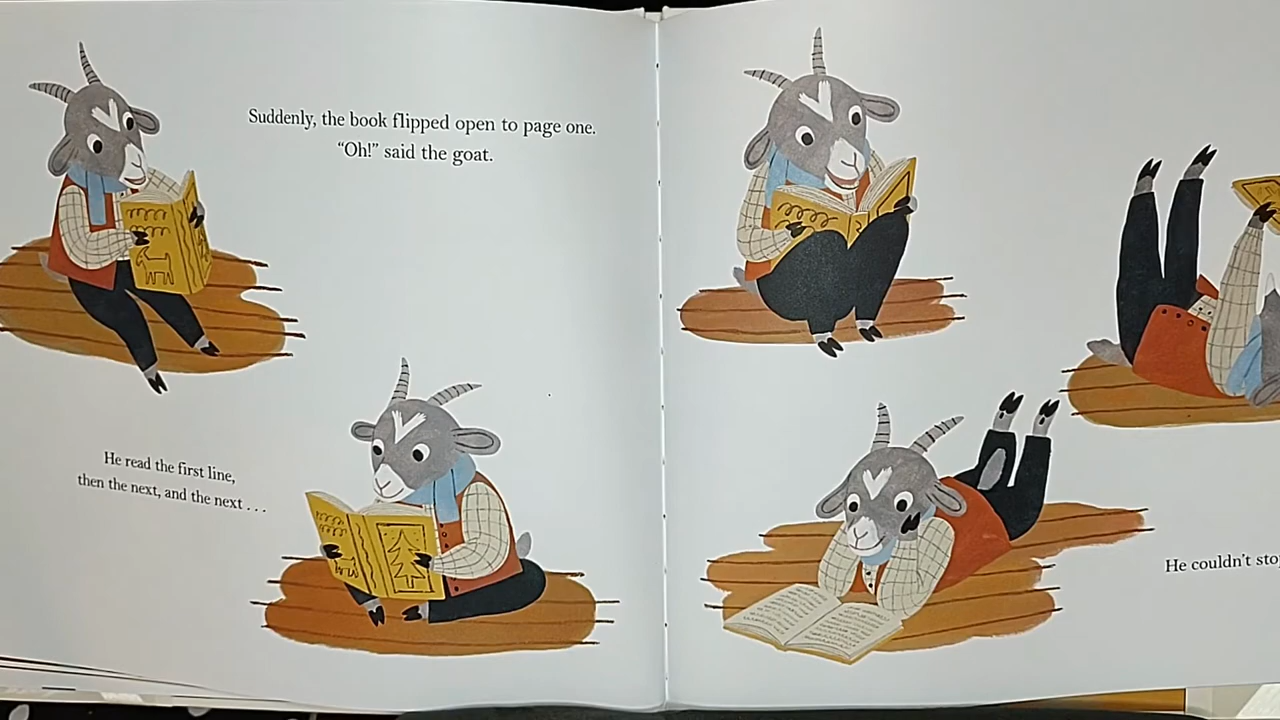 Suddenly, the book flipped open to page one.
“Oh!” said the goat.
He read the first line,
then the next, and the next . . .
He couldn’t